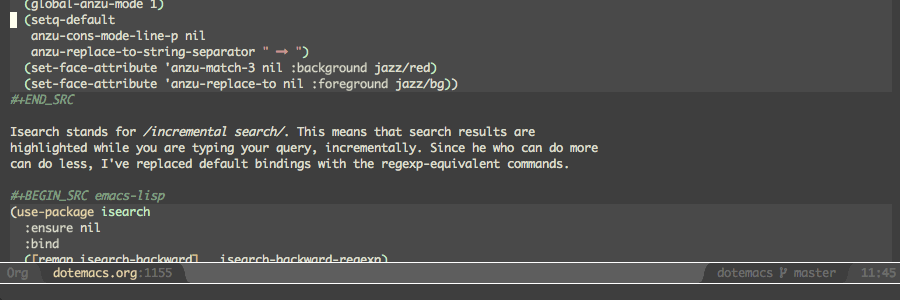 (global-anzu-mode 1)
(setq-default
anzu-cons-mode-line-p nil
anzu-replace-to-string-separator " → ")
(set-face-attribute 'anzu-match-3 nil :background jazz/red)
(set-face-attribute 'anzu-replace-to nil :foreground jazz/bg))
#+END_SRC
Isearch stands for /incremental search/. This means that search results are
highlighted while you are typing your query, incrementally. Since he who can do more
can do less, I've replaced default bindings with the regexp-equivalent commands.
#+BEGIN_SRC emacs-lisp
(use-package isearch
:ensure nil
:bind
([remap isearch-backward] . isearch-backward-regexp)
Org dotemacs.org:1155 dotemacs master 11:45